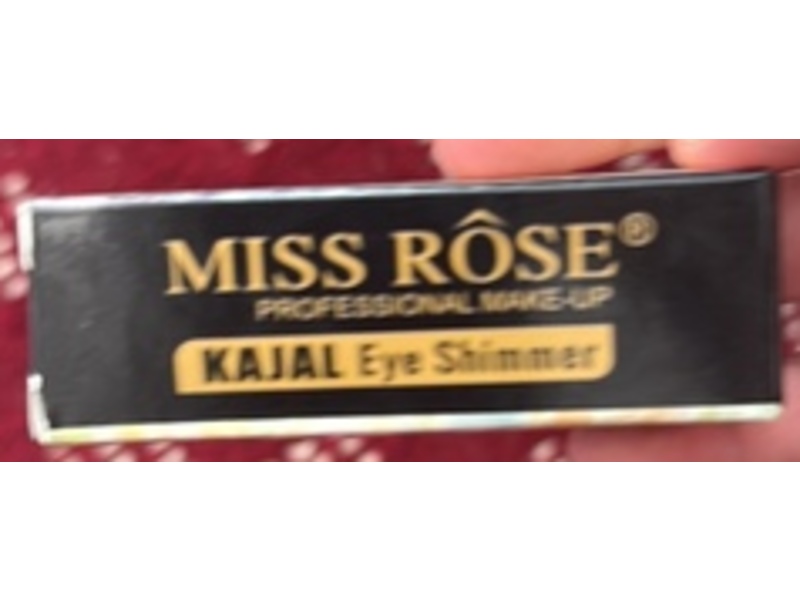 MISS RÔSE®
PROFESSIONAL.MAKE-UP
KAJAL Eye Shimmer